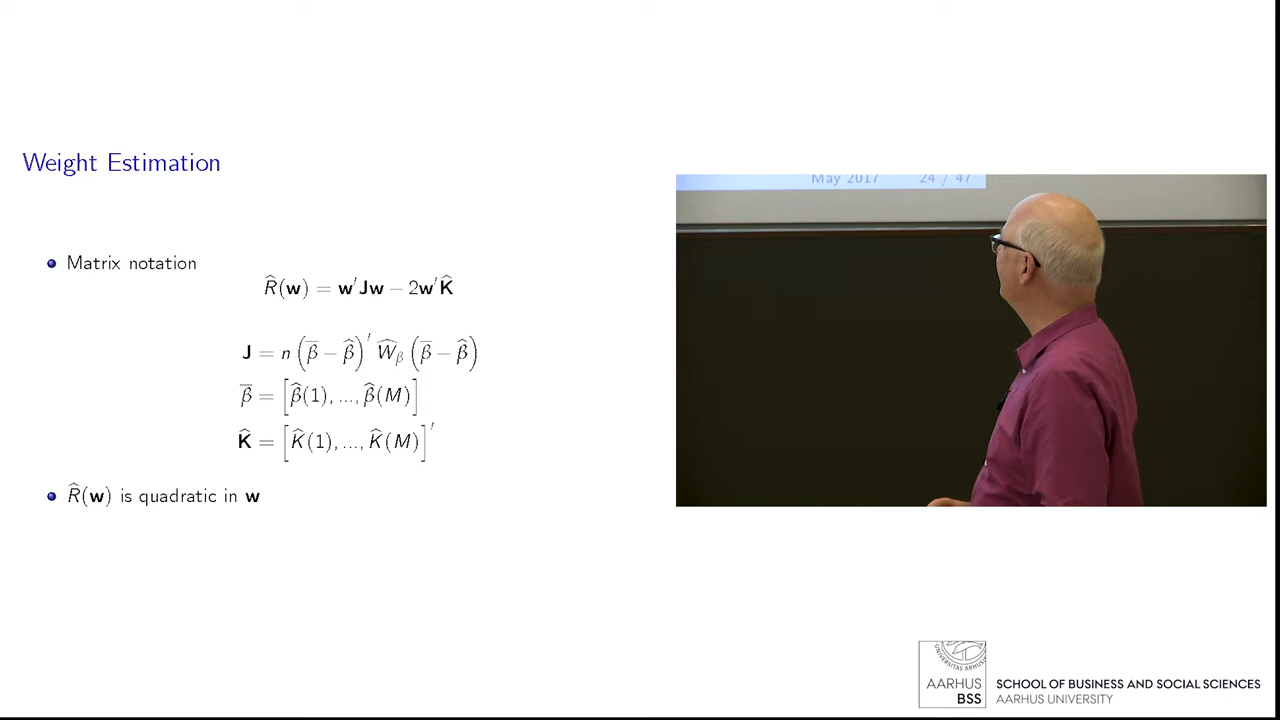 Weight Estimation
Matrix notation
R̂(w) = w′Jw − 2w′K̂
J = n (β̅ − β̂)′ Ŵβ (β̅ − β̂)
β̅ = [β̂(1), ..., β̂(M)]
K̂ = [K̂(1), ..., K̂(M)]′
R̂(w) is quadratic in w
May 2017 24 / 47
AARHUS
BSS
SCHOOL OF BUSINESS AND SOCIAL SCIENCES
AARHUS UNIVERSITY